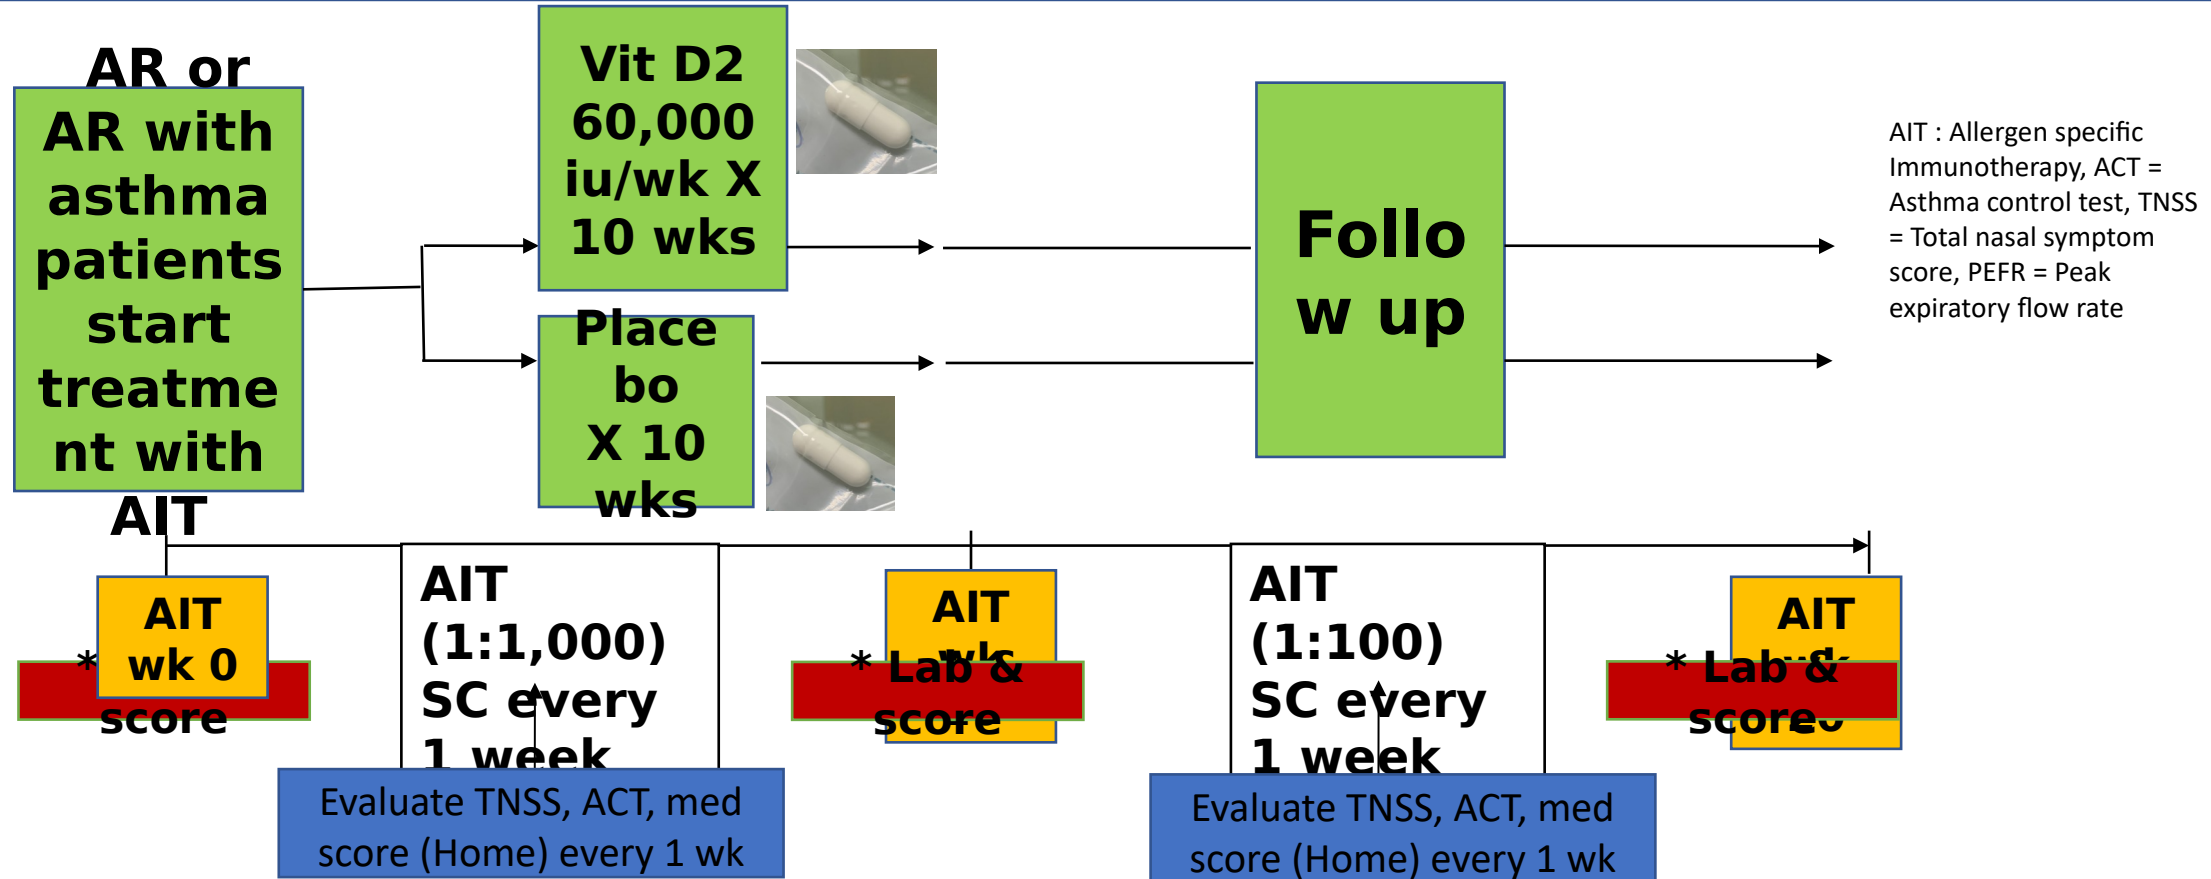 AR or
AR with
asthma
patients
start
treatme
nt with
AIT
Vit D2
60,000
iu/wk X
10 wks
Place
bo
X 10
wks
Follo
w up
AIT : Allergen specific
Immunotherapy, ACT =
Asthma control test, TNSS
= Total nasal symptom
score, PEFR = Peak
expiratory flow rate
AIT
wk 0
*
score
AIT
(1:1,000)
SC every
1 week
Evaluate TNSS, ACT, med
score (Home) every 1 wk
AIT
wk
* Lab &
score
AIT
(1:100)
SC every
1 week
Evaluate TNSS, ACT, med
score (Home) every 1 wk
AIT
wk
* Lab &
score